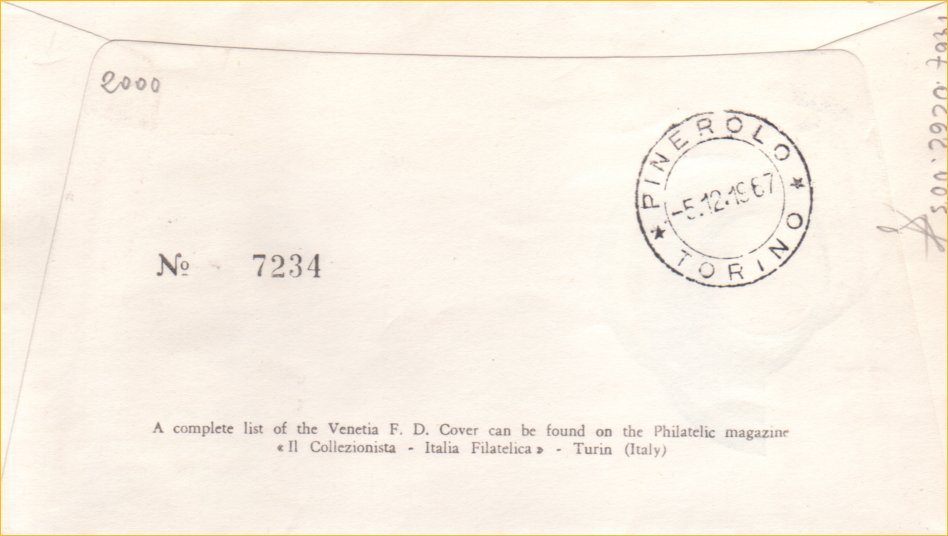 2000
PINEROLO
-5.12.1967
TORINO
Nº 7234
A complete list of the Venetia F. D. Cover can be found on the Philatelic magazine
« Il Collezionista - Italia Filatelica » - Turin (Italy)